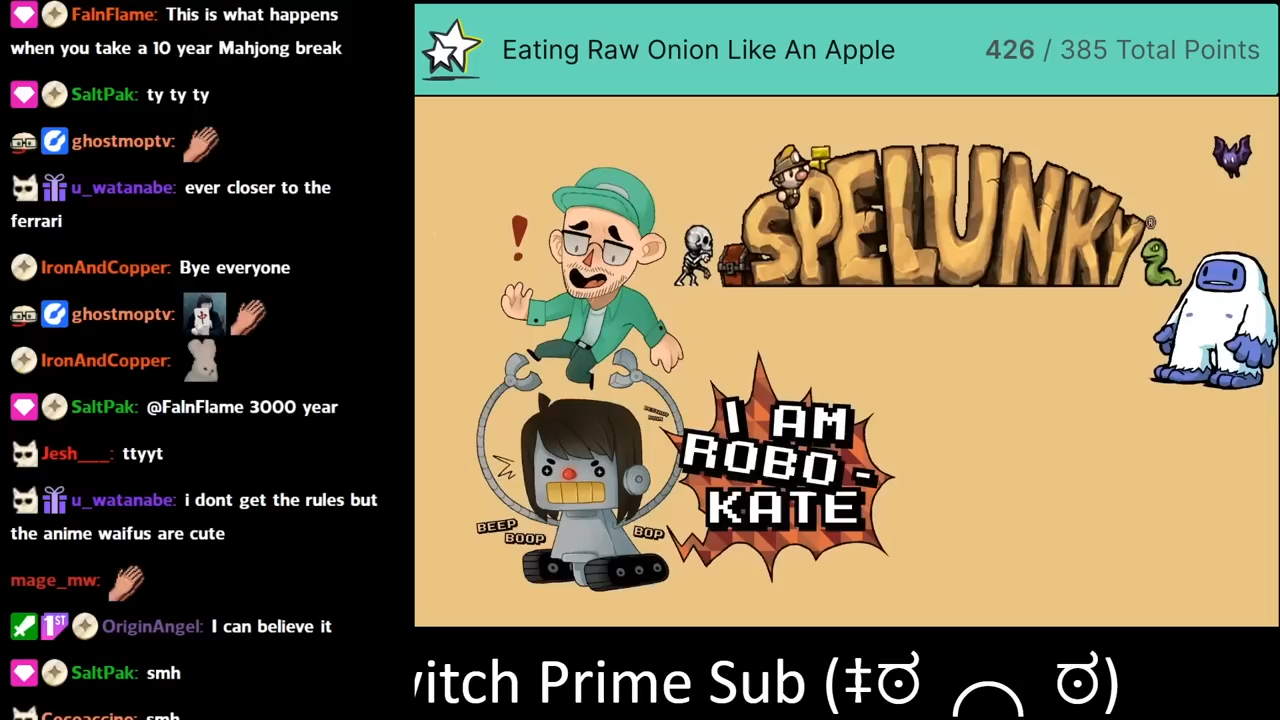 FalnFlame: This is what happens
when you take a 10 year Mahjong break
SaltPak: ty ty ty
ghostmoptv:
u_watanabe: ever closer to the
ferrari
IronAndCopper: Bye everyone
ghostmoptv:
IronAndCopper:
SaltPak: @FalnFlame 3000 year
Jesh___: ttyyt
u_watanabe: i dont get the rules but
the anime waifus are cute
mage_mw:
1ST OriginAngel: I can believe it
SaltPak: smh
Eating Raw Onion Like An Apple 426 / 385 Total Points
SPELUNKY®
!
I AM
ROBO-
KATE
BEEP
BOOP
BOP
witch Prime Sub (‡ಠ ⁀ ಠ)